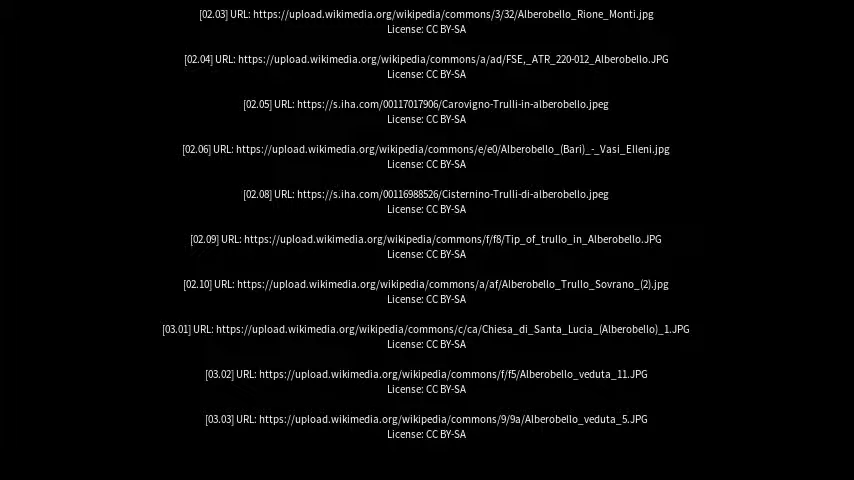 [02.03] URL: https://upload.wikimedia.org/wikipedia/commons/3/32/Alberobello_Rione_Monti.jpg
License: CC BY-SA
[02.04] URL: https://upload.wikimedia.org/wikipedia/commons/a/ad/FSE,_ATR_220-012_Alberobello.JPG
License: CC BY-SA
[02.05] URL: https://s.iha.com/00117017906/Carovigno-Trulli-in-alberobello.jpeg
License: CC BY-SA
[02.06] URL: https://upload.wikimedia.org/wikipedia/commons/e/e0/Alberobello_(Bari)_-_Vasi_Elleni.jpg
License: CC BY-SA
[02.08] URL: https://s.iha.com/00116988526/Cisternino-Trulli-di-alberobello.jpeg
License: CC BY-SA
[02.09] URL: https://upload.wikimedia.org/wikipedia/commons/f/f8/Tip_of_trullo_in_Alberobello.JPG
License: CC BY-SA
[02.10] URL: https://upload.wikimedia.org/wikipedia/commons/a/af/Alberobello_Trullo_Sovrano_(2).jpg
License: CC BY-SA
[03.01] URL: https://upload.wikimedia.org/wikipedia/commons/c/ca/Chiesa_di_Santa_Lucia_(Alberobello)_1.JPG
License: CC BY-SA
[03.02] URL: https://upload.wikimedia.org/wikipedia/commons/f/f5/Alberobello_veduta_11.JPG
License: CC BY-SA
[03.03] URL: https://upload.wikimedia.org/wikipedia/commons/9/9a/Alberobello_veduta_5.JPG
License: CC BY-SA